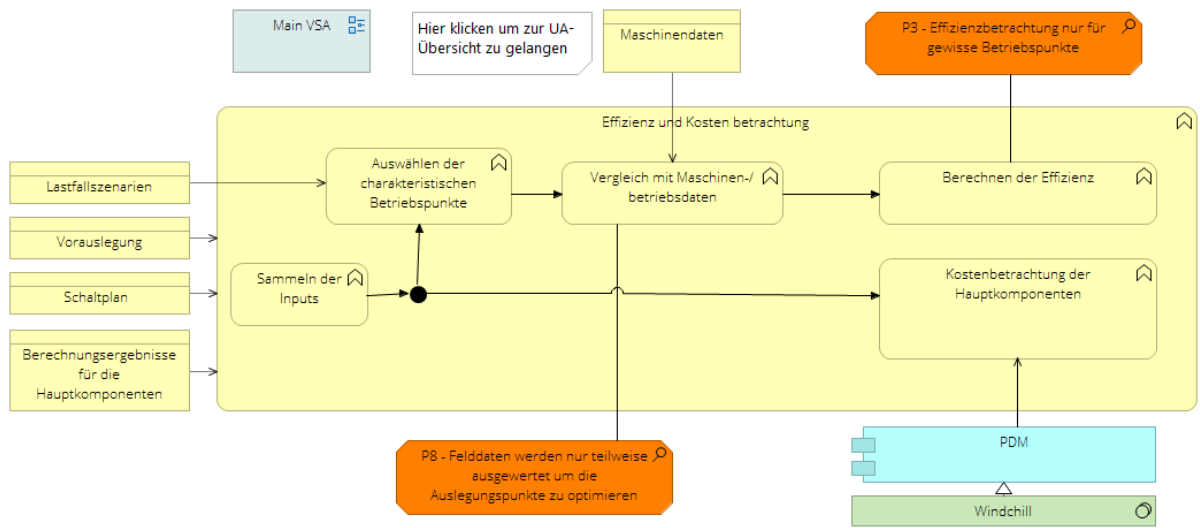 Main VSA
Hier klicken um zur UA-
Übersicht zu gelangen
Maschinendaten
P3 - Effizienzbetrachtung nur für
gewisse Betriebspunkte
Effizienz und Kosten betrachtung
Lastfallszenarien
Auswählen der
charakteristischen
Betriebspunkte
Vergleich mit Maschinen-/
betriebsdaten
Berechnen der Effizienz
Vorauslegung
Schaltplan
Sammeln der
Inputs
Kostenbetrachtung der
Hauptkomponenten
Berechnungsergebnisse
für die
Hauptkomponenten
P8 - Felddaten werden nur teilweise
ausgewertet um die
Auslegungspunkte zu optimieren
PDM
Windchill